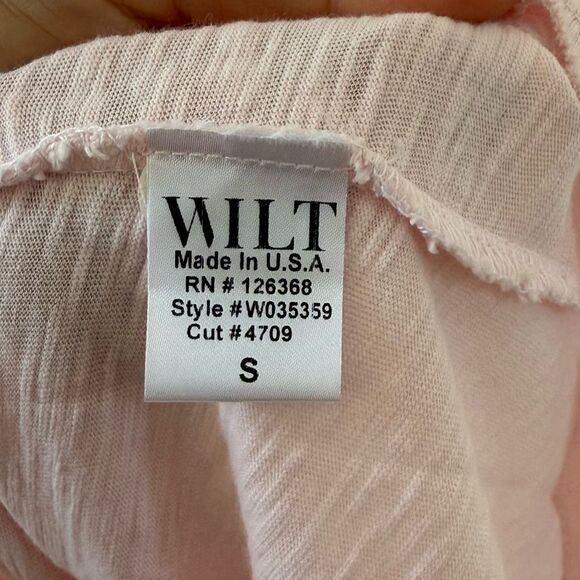 WILT
Made In U.S.A.
RN # 126368
Style #W035359
Cut #4709
S